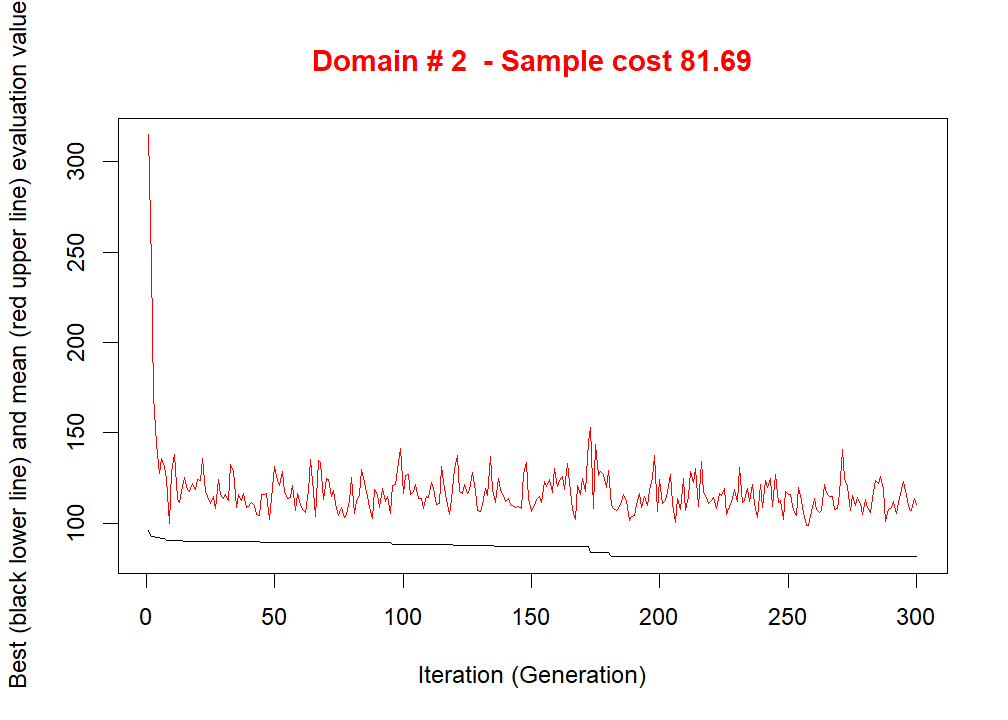 Domain # 2  - Sample cost 81.69
Best (black lower line) and mean (red upper line) evaluation value
300
250
200
150
100
0 50 100 150 200 250 300
Iteration (Generation)